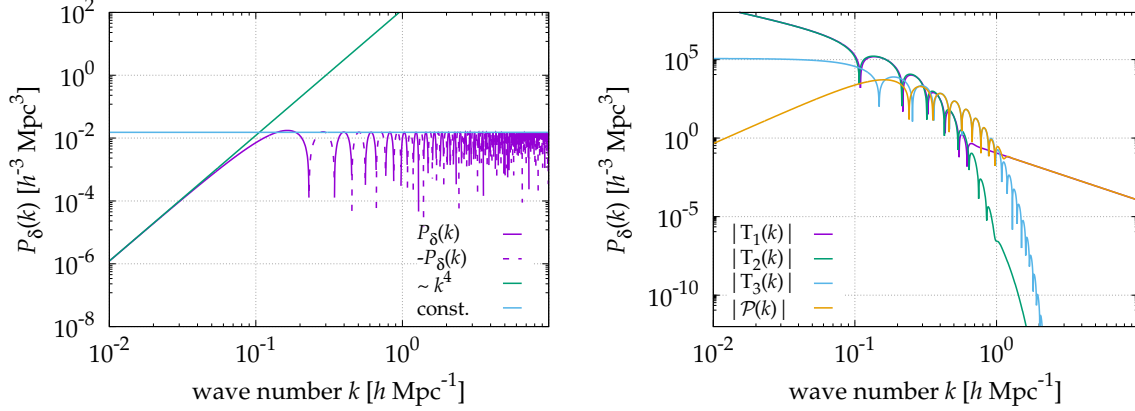 10^2
10^0
10^-2
10^-4
10^-6
10^-8
P_δ(k) [h^-3 Mpc^3]
P_δ(k)
-P_δ(k)
~ k^4
const.
10^-2
10^-1
10^0
wave number k [h Mpc^-1]
10^5
10^0
10^-5
10^-10
P_δ(k) [h^-3 Mpc^3]
|T_1(k)|
|T_2(k)|
|T_3(k)|
|𝒫(k)|
10^-2
10^-1
10^0
wave number k [h Mpc^-1]